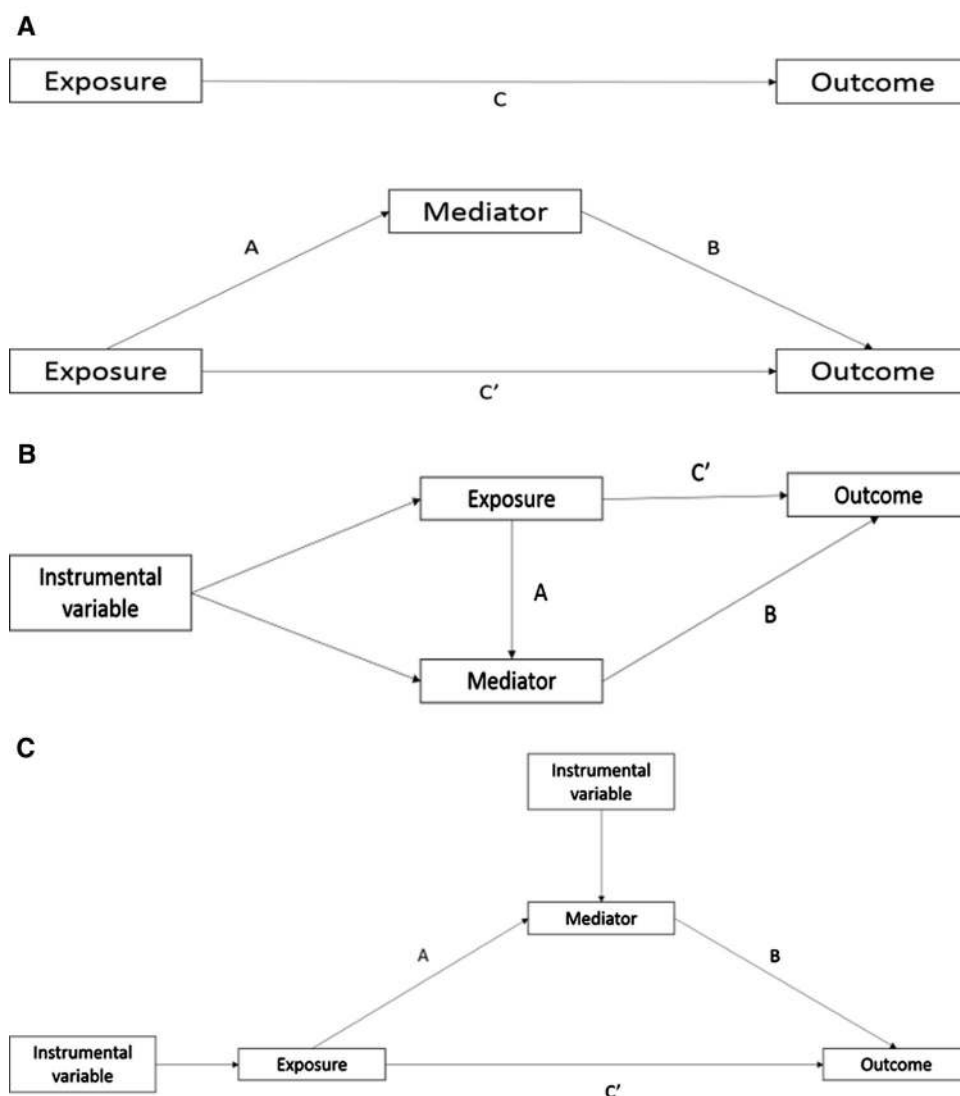 A
Exposure
Outcome
C
Mediator
A
B
Exposure
Outcome
C'
B
Exposure
C'
Outcome
Instrumental
variable
A
B
Mediator
C
Instrumental
variable
Mediator
A
B
Instrumental
variable
Exposure
Outcome
C'